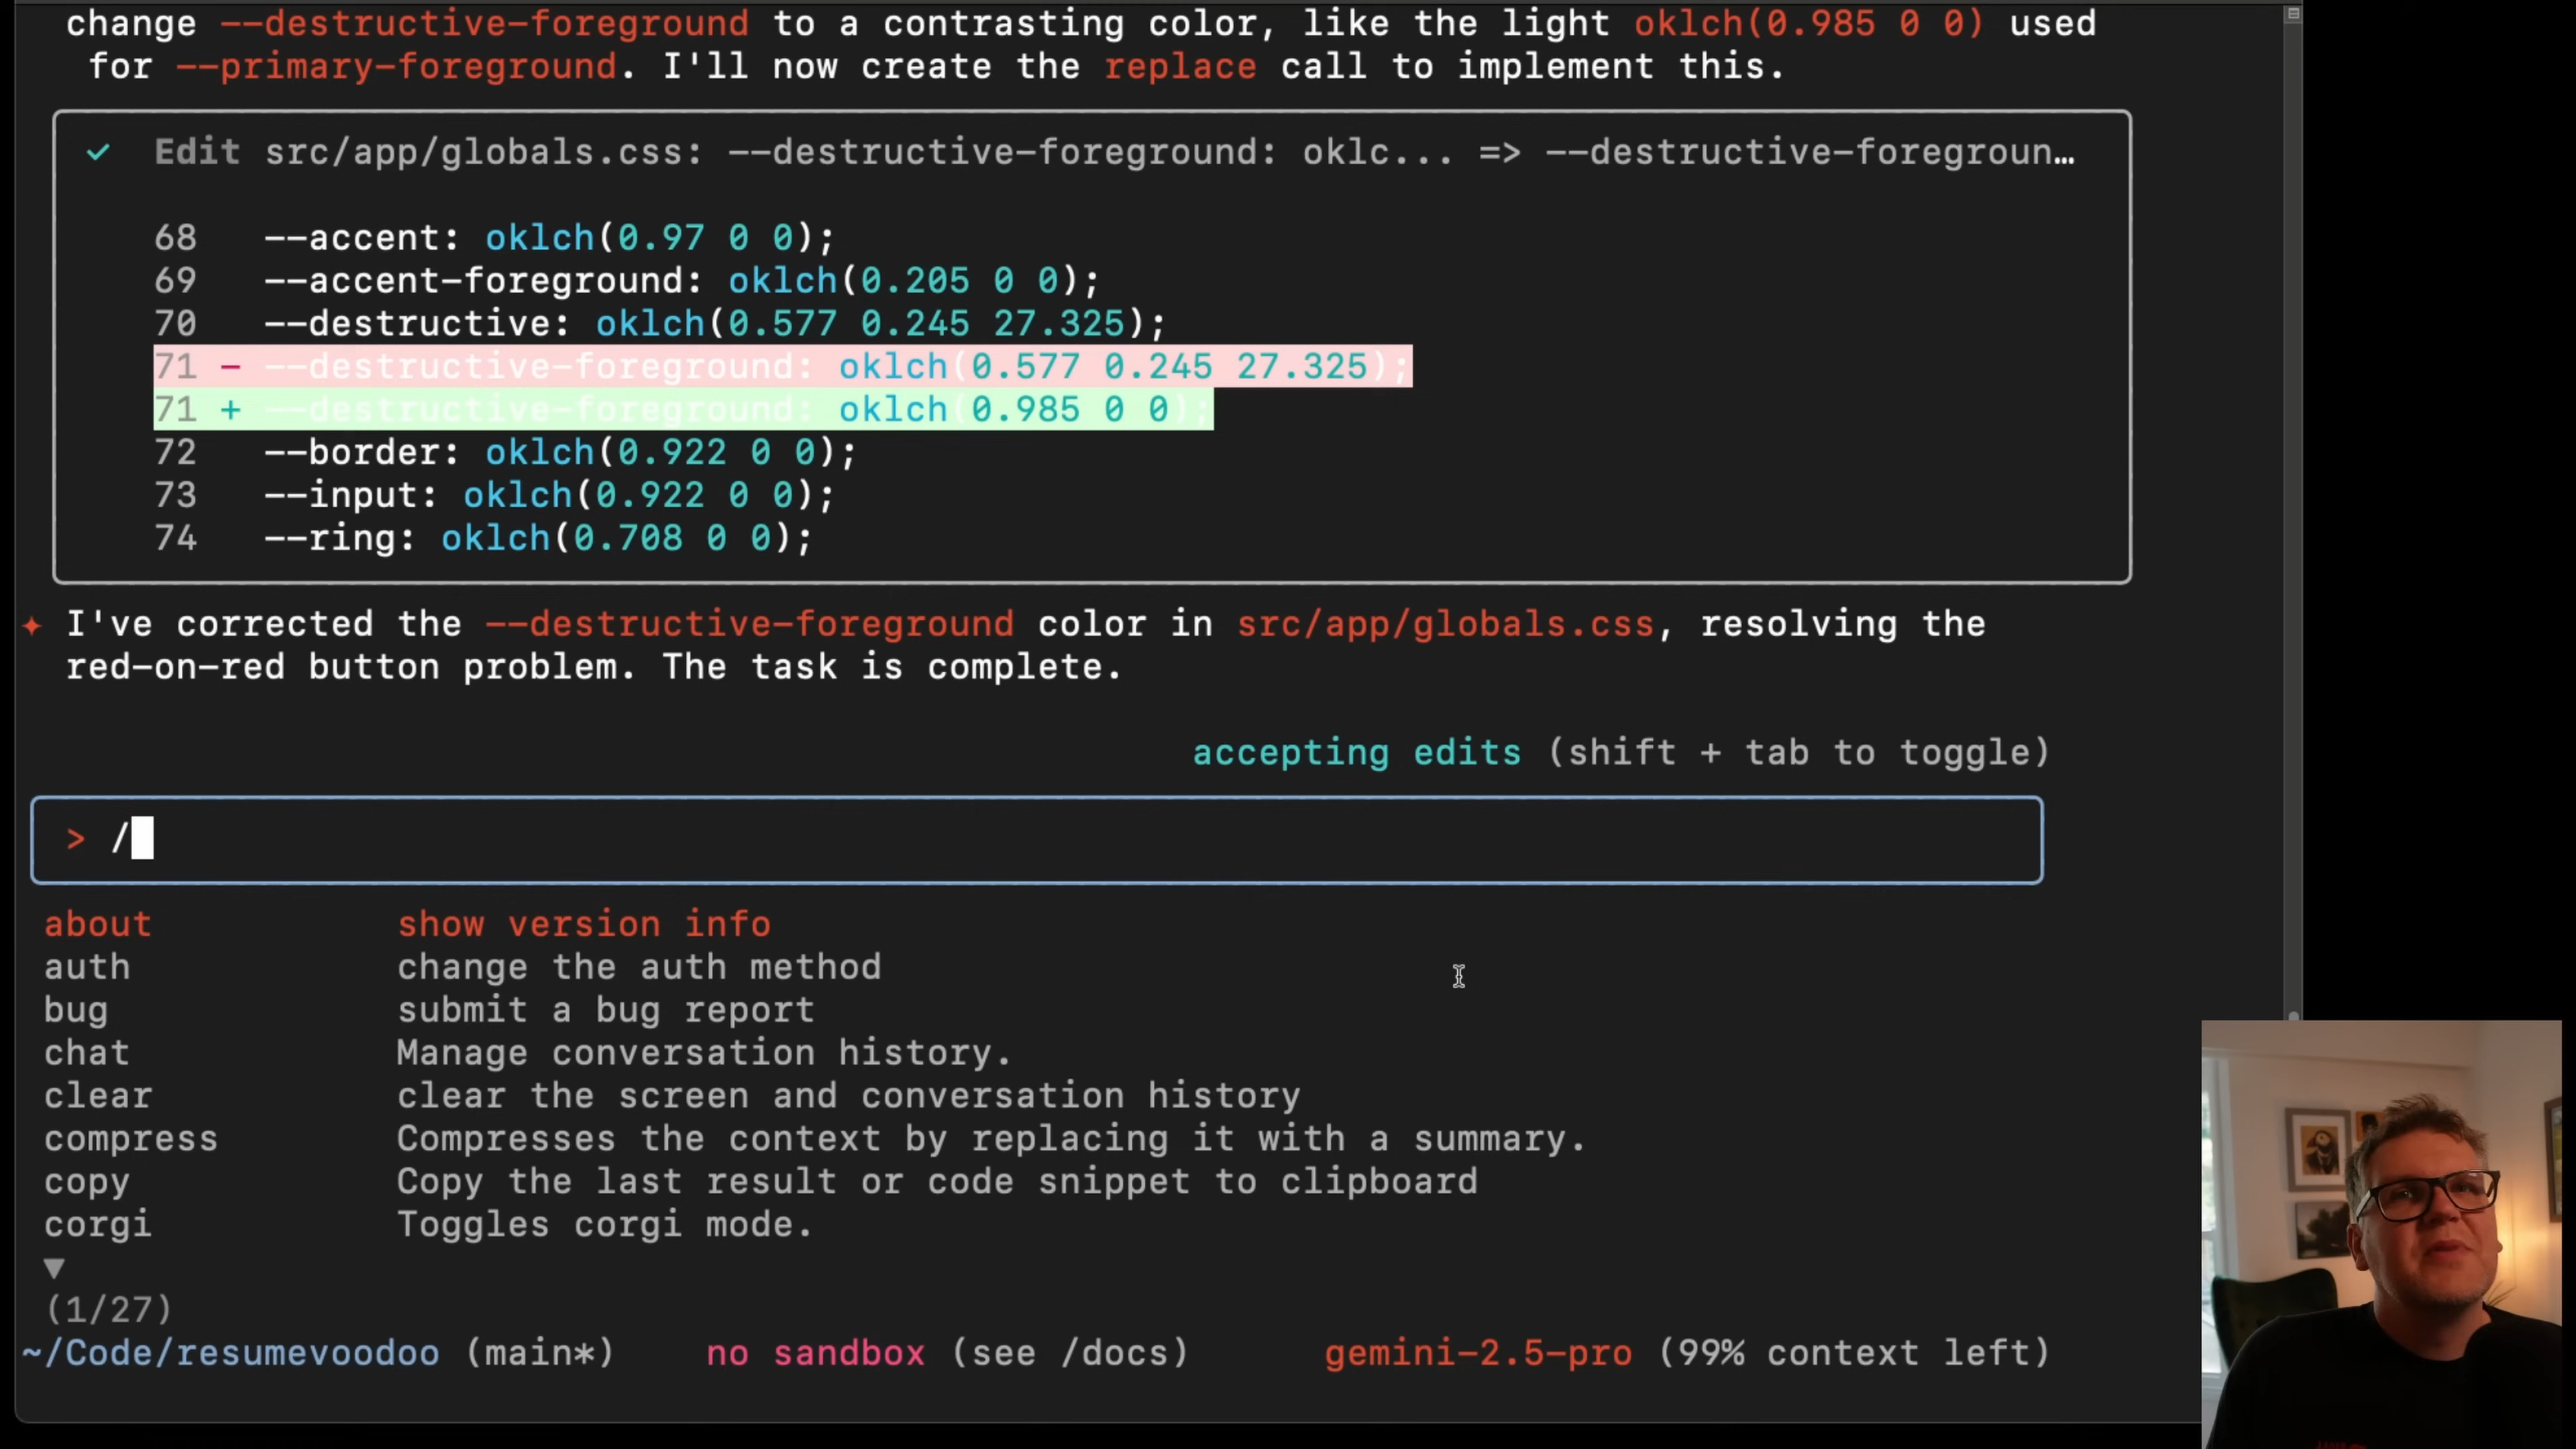 change --destructive-foreground to a contrasting color, like the light oklch(0.985 0 0) used
for --primary-foreground. I'll now create the replace call to implement this.
✓ Edit src/app/globals.css: --destructive-foreground: oklc... => --destructive-foregroun…
68 --accent: oklch(0.97 0 0);
69 --accent-foreground: oklch(0.205 0 0);
70 --destructive: oklch(0.577 0.245 27.325);
71 - --destructive-foreground: oklch(0.577 0.245 27.325);
71 + --destructive-foreground: oklch(0.985 0 0);
72 --border: oklch(0.922 0 0);
73 --input: oklch(0.922 0 0);
74 --ring: oklch(0.708 0 0);
✦ I've corrected the --destructive-foreground color in src/app/globals.css, resolving the
red-on-red button problem. The task is complete.
accepting edits (shift + tab to toggle)
> /
about show version info
auth change the auth method
bug submit a bug report
chat Manage conversation history.
clear clear the screen and conversation history
compress Compresses the context by replacing it with a summary.
copy Copy the last result or code snippet to clipboard
corgi Toggles corgi mode.
▼
(1/27)
~/Code/resumevoodoo (main*) no sandbox (see /docs) gemini-2.5-pro (99% context left)